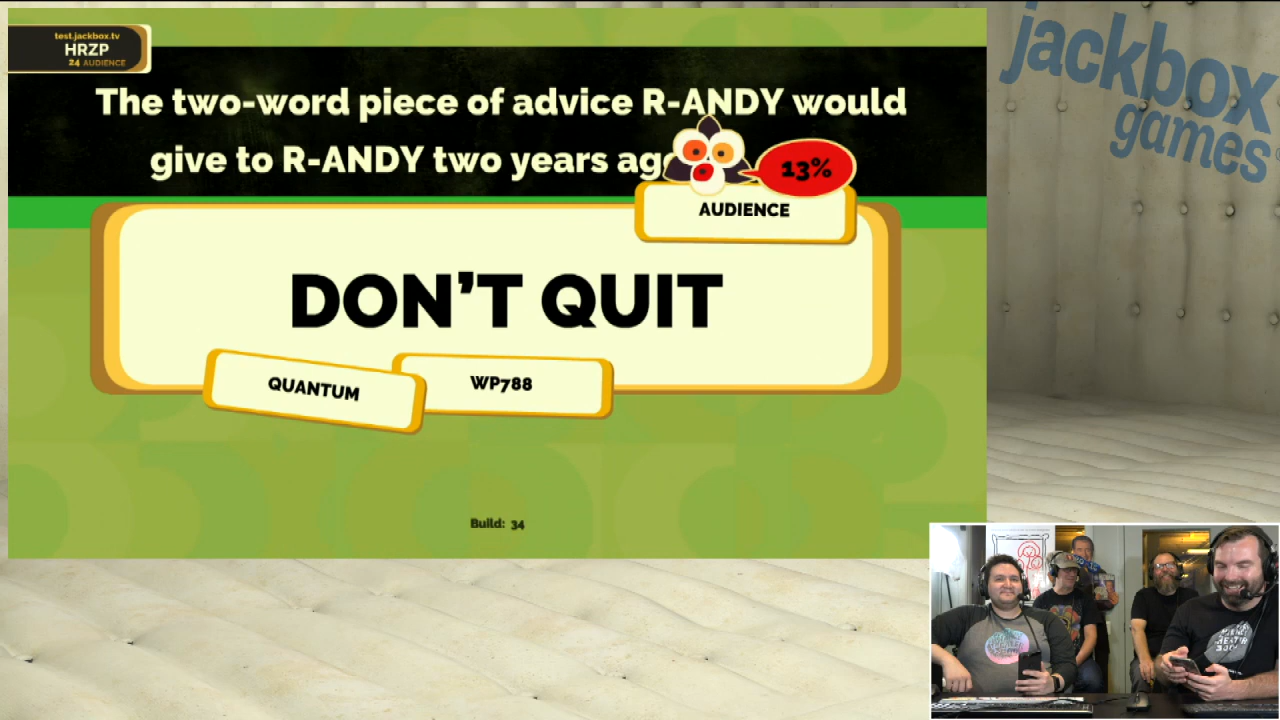 test.jackbox.tv
HRZP
24 AUDIENCE
jackbox
games
The two-word piece of advice R-ANDY would
give to R-ANDY two years ago
13%
AUDIENCE
DON'T QUIT
QUANTUM
WP788
Build: 34